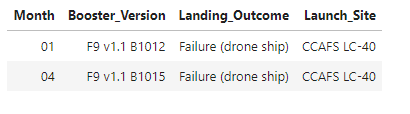 Month Booster_Version Landing_Outcome Launch_Site
01 F9 v1.1 B1012 Failure (drone ship) CCAFS LC-40
04 F9 v1.1 B1015 Failure (drone ship) CCAFS LC-40